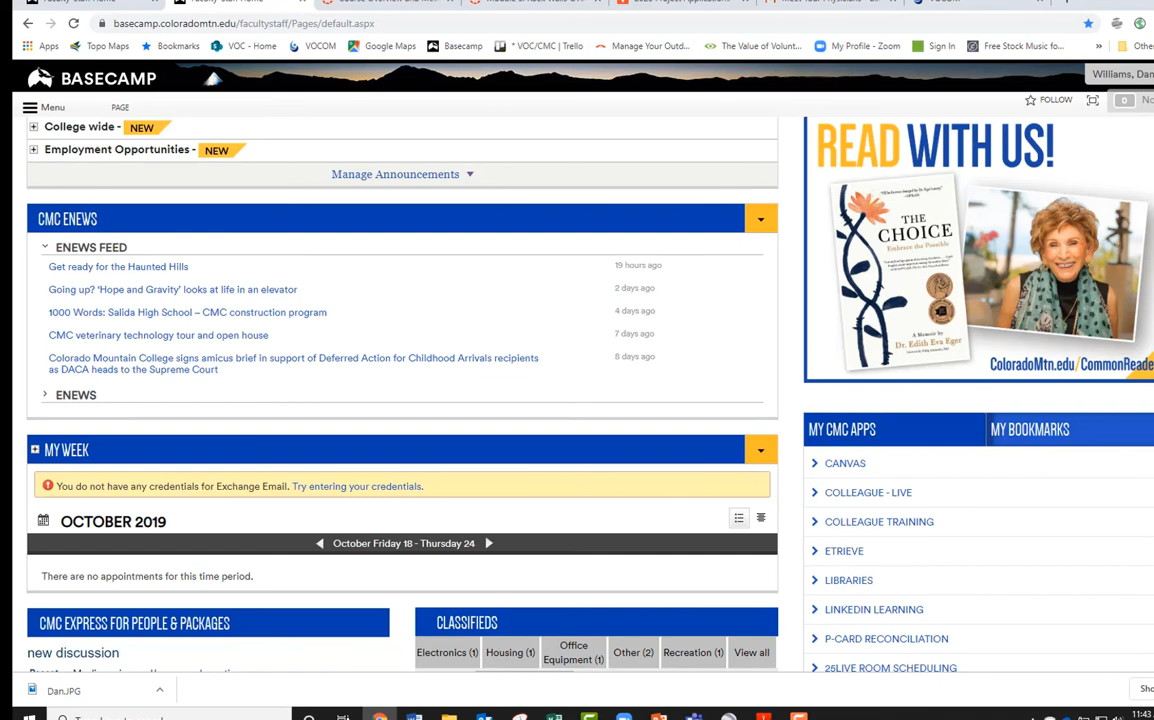 basecamp.coloradomtn.edu/facultystaff/Pages/default.aspx
Apps Topo Maps Bookmarks VOC - Home VOCOM Google Maps Basecamp * VOC/CMC | Trello Manage Your Outd... The Value of Volunt... My Profile - Zoom Sign In Free Stock Music fo... » Othe
BASECAMP
Williams, Dan
Menu PAGE
FOLLOW 0 No
College wide - NEW
Employment Opportunities - NEW
Manage Announcements
CMC ENEWS
ENEWS FEED
Get ready for the Haunted Hills 19 hours ago
Going up? 'Hope and Gravity' looks at life in an elevator 2 days ago
1000 Words: Salida High School – CMC construction program 4 days ago
CMC veterinary technology tour and open house 7 days ago
Colorado Mountain College signs amicus brief in support of Deferred Action for Childhood Arrivals recipients 8 days ago
as DACA heads to the Supreme Court
ENEWS
MY WEEK
You do not have any credentials for Exchange Email. Try entering your credentials.
OCTOBER 2019
October Friday 18 - Thursday 24
There are no appointments for this time period.
CMC EXPRESS FOR PEOPLE & PACKAGES
new discussion
CLASSIFIEDS
Electronics (1) Housing (1) Office Equipment (1) Other (2) Recreation (1) View all
READ WITH US!
THE
CHOICE
Embrace the Possible
A Memoir by
Dr. Edith Eva Eger
ColoradoMtn.edu/CommonReade
MY CMC APPS MY BOOKMARKS
CANVAS
COLLEAGUE - LIVE
COLLEAGUE TRAINING
ETRIEVE
LIBRARIES
LINKEDIN LEARNING
P-CARD RECONCILIATION
25LIVE ROOM SCHEDULING
Dan.JPG
Sho
11:43